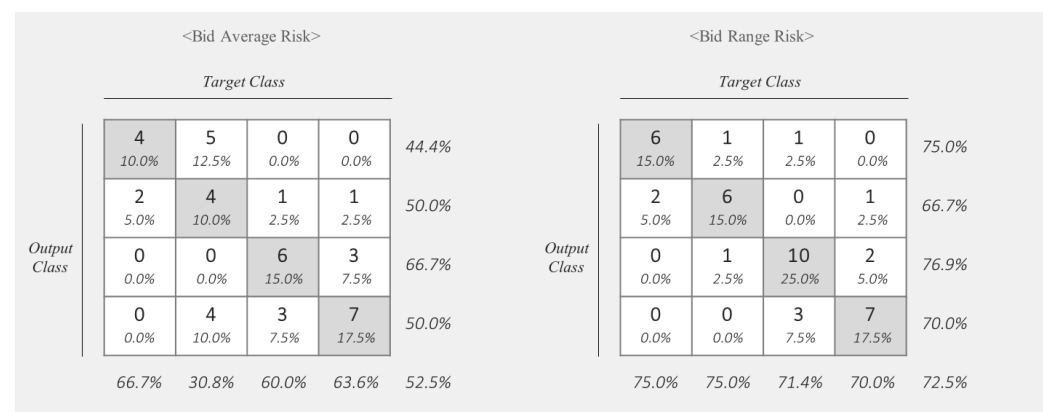 <Bid Average Risk>
Target Class
4 5 0 0
10.0% 12.5% 0.0% 0.0%
44.4%
2 4 1 1
5.0% 10.0% 2.5% 2.5%
50.0%
Output
Class
0 0 6 3
0.0% 0.0% 15.0% 7.5%
66.7%
0 4 3 7
0.0% 10.0% 7.5% 17.5%
50.0%
66.7% 30.8% 60.0% 63.6% 52.5%
<Bid Range Risk>
Target Class
6 1 1 0
15.0% 2.5% 2.5% 0.0%
75.0%
2 6 0 1
5.0% 15.0% 0.0% 2.5%
66.7%
Output
Class
0 1 10 2
0.0% 2.5% 25.0% 5.0%
76.9%
0 0 3 7
0.0% 0.0% 7.5% 17.5%
70.0%
75.0% 75.0% 71.4% 70.0% 72.5%